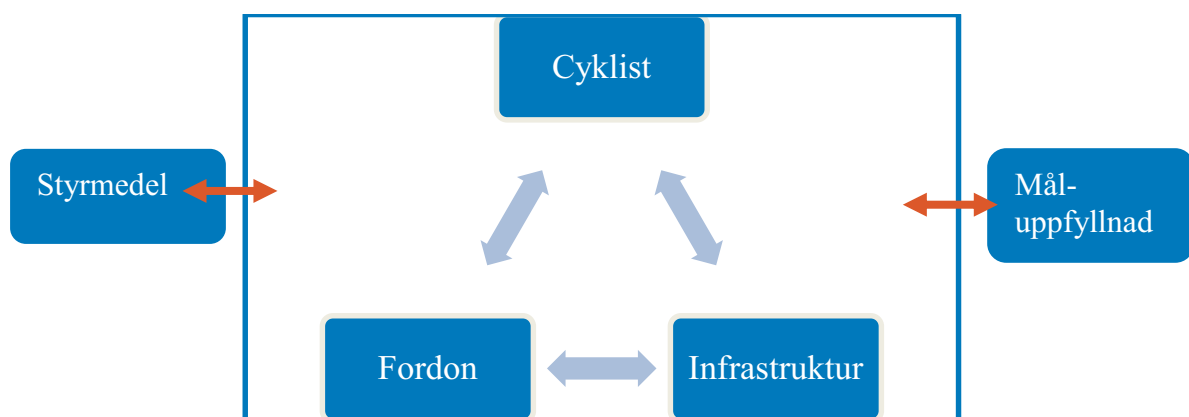 Cyklist
Styrmedel
Mål-
uppfyllnad
Fordon
Infrastruktur